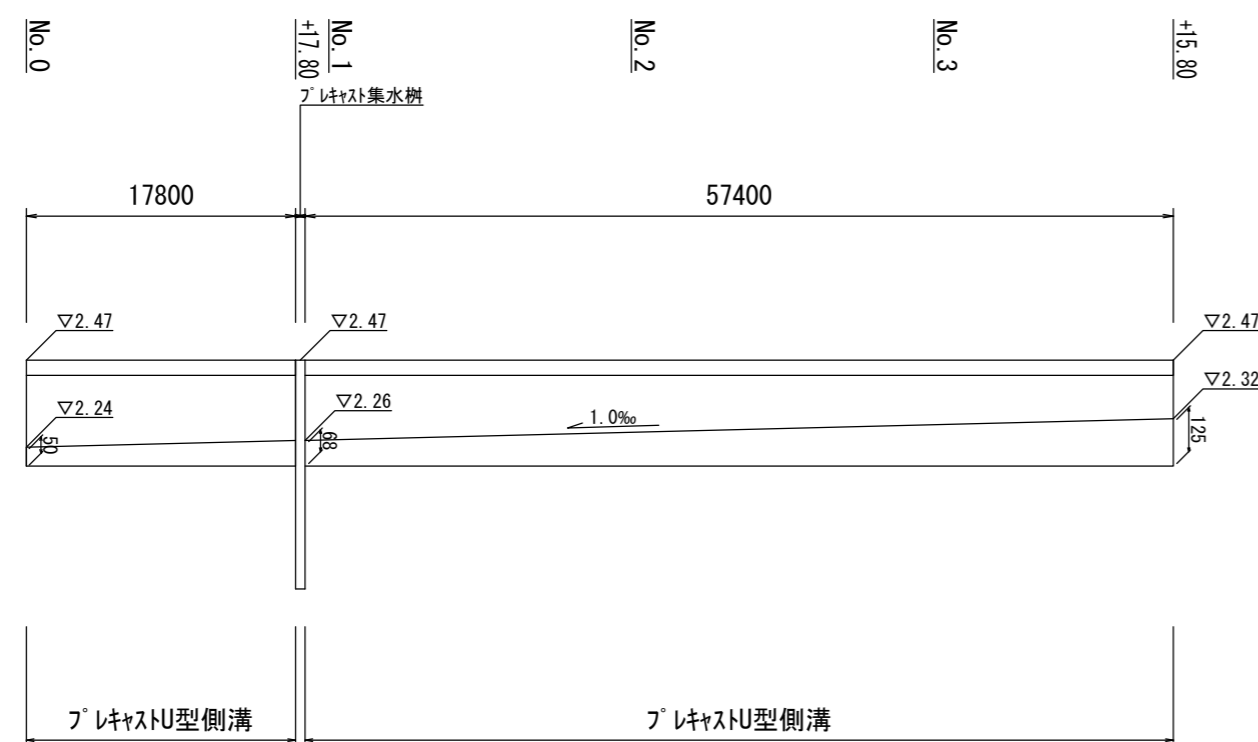 No. 0
+17. 80
No. 1
No. 2
No. 3
+15. 80
ﾌﾟﾚｷｬｽﾄ集水桝
17800
57400
▽2. 47
▽2. 47
▽2. 47
▽2. 24
▽2. 26
▽2. 32
1. 0‰
50
68
125
ﾌﾟﾚｷｬｽﾄU型側溝
ﾌﾟﾚｷｬｽﾄU型側溝